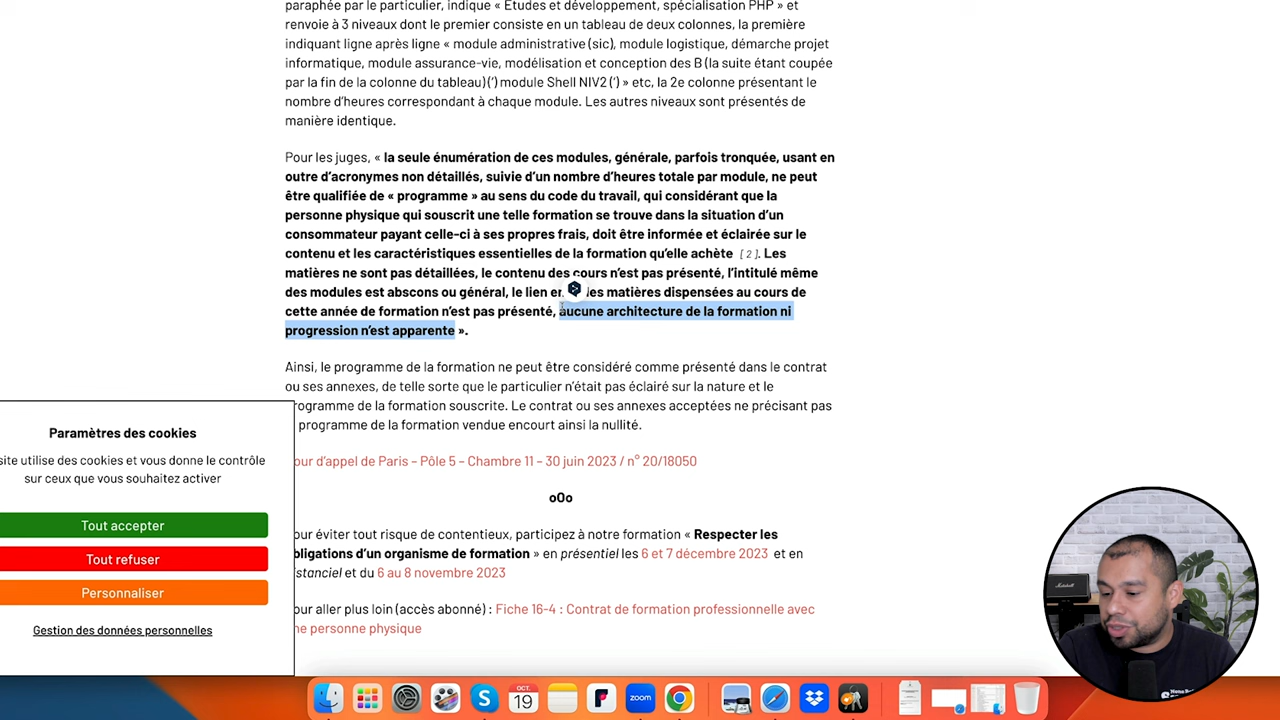 paraphée par le particulier, indique « Etudes et développement, spécialisation PHP » et
renvoie à 3 niveaux dont le premier consiste en un tableau de deux colonnes, la première
indiquant ligne après ligne « module administrative (sic), module logistique, démarche projet
informatique, module assurance-vie, modélisation et conception des B (la suite étant coupée
par la fin de la colonne du tableau) (‘) module Shell NIV2 (‘) » etc, la 2e colonne présentant le
nombre d’heures correspondant à chaque module. Les autres niveaux sont présentés de
manière identique.
Pour les juges, « la seule énumération de ces modules, générale, parfois tronquée, usant en
outre d’acronymes non détaillés, suivie d’un nombre d’heures totale par module, ne peut
être qualifiée de « programme » au sens du code du travail, qui considérant que la
personne physique qui souscrit une telle formation se trouve dans la situation d’un
consommateur payant celle-ci à ses propres frais, doit être informée et éclairée sur le
contenu et les caractéristiques essentielles de la formation qu’elle achète [ 2 ]. Les
matières ne sont pas détaillées, le contenu des cours n’est pas présenté, l’intitulé même
des modules est abscons ou général, le lien les matières dispensées au cours de
cette année de formation n’est pas présenté, aucune architecture de la formation ni
progression n’est apparente ».
Ainsi, le programme de la formation ne peut être considéré comme présenté dans le contrat
ou ses annexes, de telle sorte que le particulier n’était pas éclairé sur la nature et le
rogramme de la formation souscrite. Le contrat ou ses annexes acceptées ne précisant pas
programme de la formation vendue encourt ainsi la nullité.
our d’appel de Paris – Pôle 5 – Chambre 11 – 30 juin 2023 / n° 20/18050
oOo
our éviter tout risque de contentieux, participez à notre formation « Respecter les
bligations d’un organisme de formation » en présentiel les 6 et 7 décembre 2023 et en
istanciel et du 6 au 8 novembre 2023
our aller plus loin (accès abonné) : Fiche 16-4 : Contrat de formation professionnelle avec
ne personne physique
Paramètres des cookies
site utilise des cookies et vous donne le contrôle
sur ceux que vous souhaitez activer
Tout accepter
Tout refuser
Personnaliser
Gestion des données personnelles
Marshall
OCT.
19
zoom